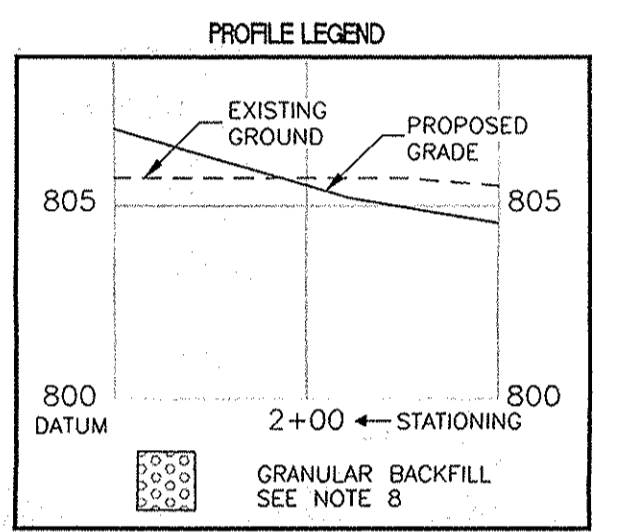 PROFILE LEGEND
EXISTING
GROUND
PROPOSED
GRADE
805
805
800
800
DATUM
2+00
STATIONING
GRANULAR BACKFILL
SEE NOTE 8